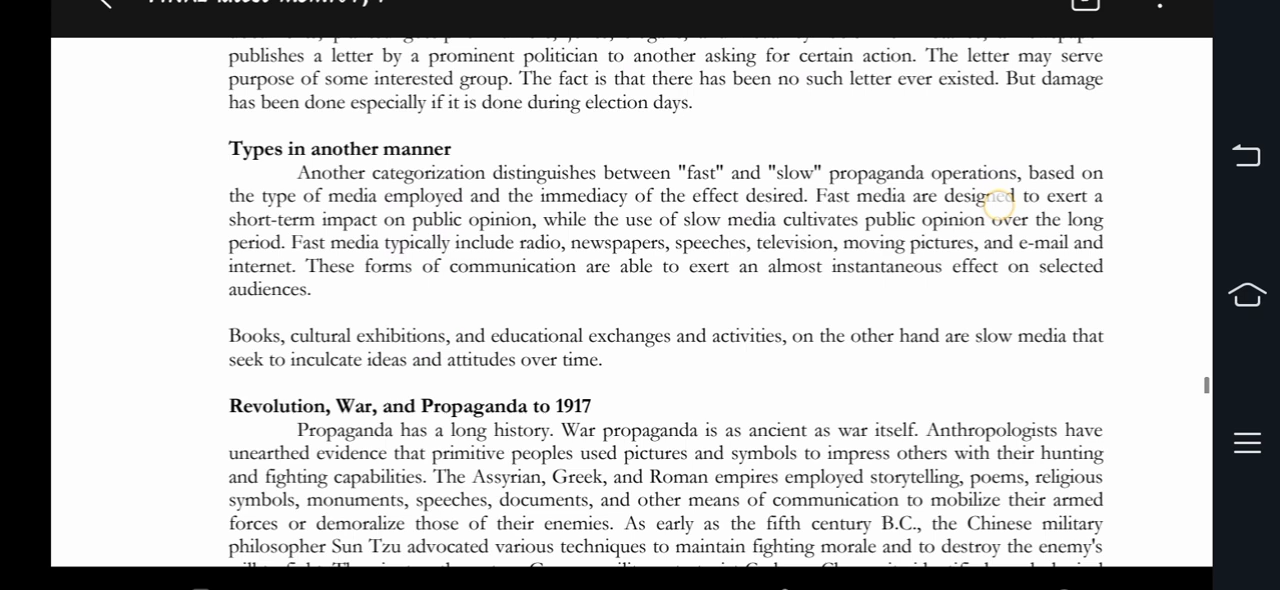 publishes a letter by a prominent politician to another asking for certain action. The letter may serve
purpose of some interested group. The fact is that there has been no such letter ever existed. But damage
has been done especially if it is done during election days.
Types in another manner
Another categorization distinguishes between "fast" and "slow" propaganda operations, based on
the type of media employed and the immediacy of the effect desired. Fast media are designed to exert a
short-term impact on public opinion, while the use of slow media cultivates public opinion over the long
period. Fast media typically include radio, newspapers, speeches, television, moving pictures, and e-mail and
internet. These forms of communication are able to exert an almost instantaneous effect on selected
audiences.
Books, cultural exhibitions, and educational exchanges and activities, on the other hand are slow media that
seek to inculcate ideas and attitudes over time.
Revolution, War, and Propaganda to 1917
Propaganda has a long history. War propaganda is as ancient as war itself. Anthropologists have
unearthed evidence that primitive peoples used pictures and symbols to impress others with their hunting
and fighting capabilities. The Assyrian, Greek, and Roman empires employed storytelling, poems, religious
symbols, monuments, speeches, documents, and other means of communication to mobilize their armed
forces or demoralize those of their enemies. As early as the fifth century B.C., the Chinese military
philosopher Sun Tzu advocated various techniques to maintain fighting morale and to destroy the enemy's